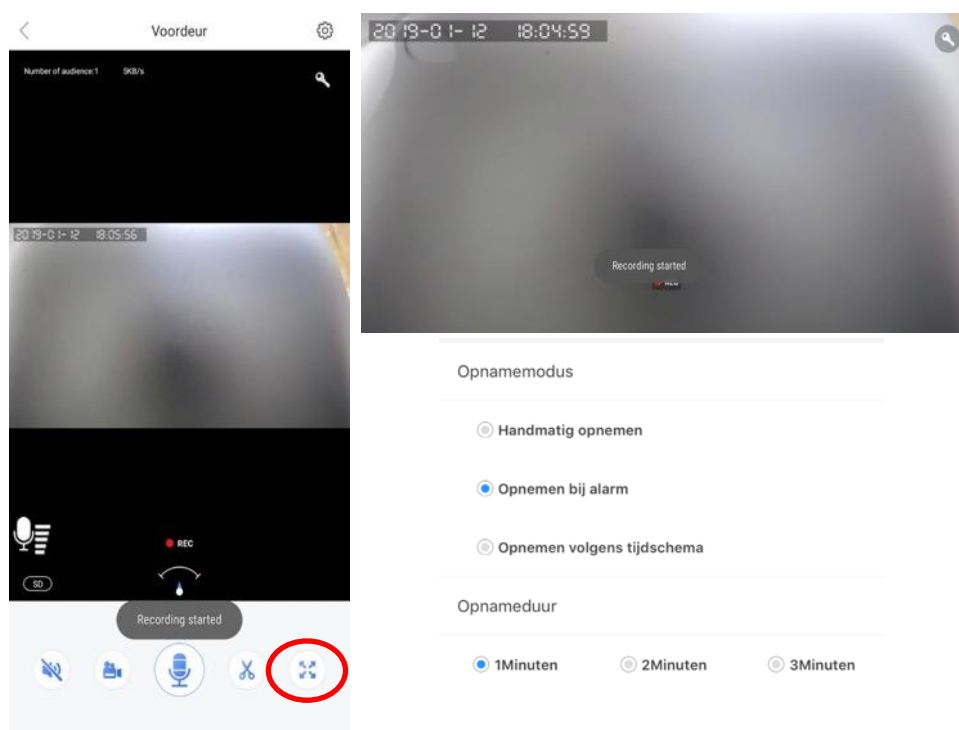 Voordeur
Number of audience:1 5KB/s
2019-01-12 18:05:56
REC
SD
Recording started
2019-01-12 18:04:59
Recording started
REC
Opnamemodus
Handmatig opnemen
Opnemen bij alarm
Opnemen volgens tijdschema
Opnameduur
1Minuten 2Minuten 3Minuten